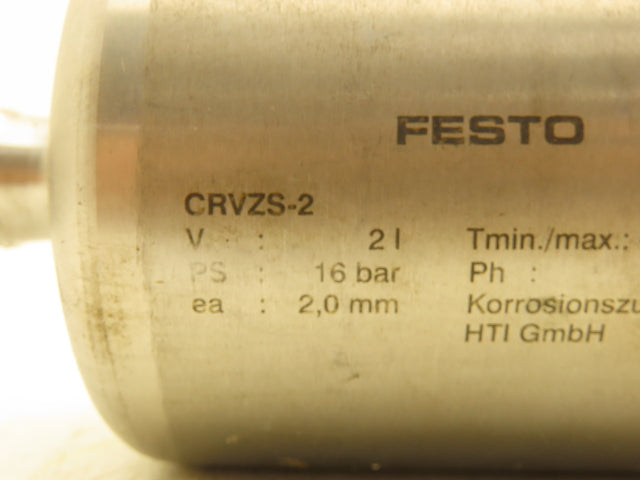 FESTO
CRVZS-2
V : 2 l Tmin./max.:
PS : 16 bar Ph :
ea : 2,0 mm Korrosionszu
HTI GmbH